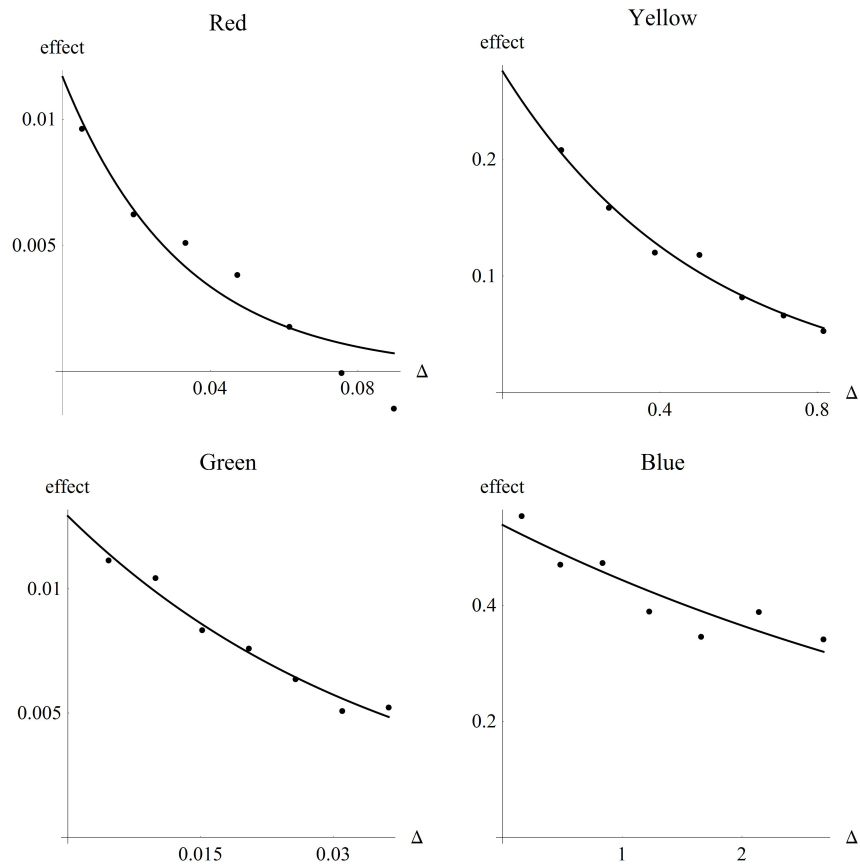 Red
effect
0.01
0.005
0.04
0.08
Δ
Yellow
effect
0.2
0.1
0.4
0.8
Δ
Green
effect
0.01
0.005
0.015
0.03
Δ
Blue
effect
0.4
0.2
1
2
Δ